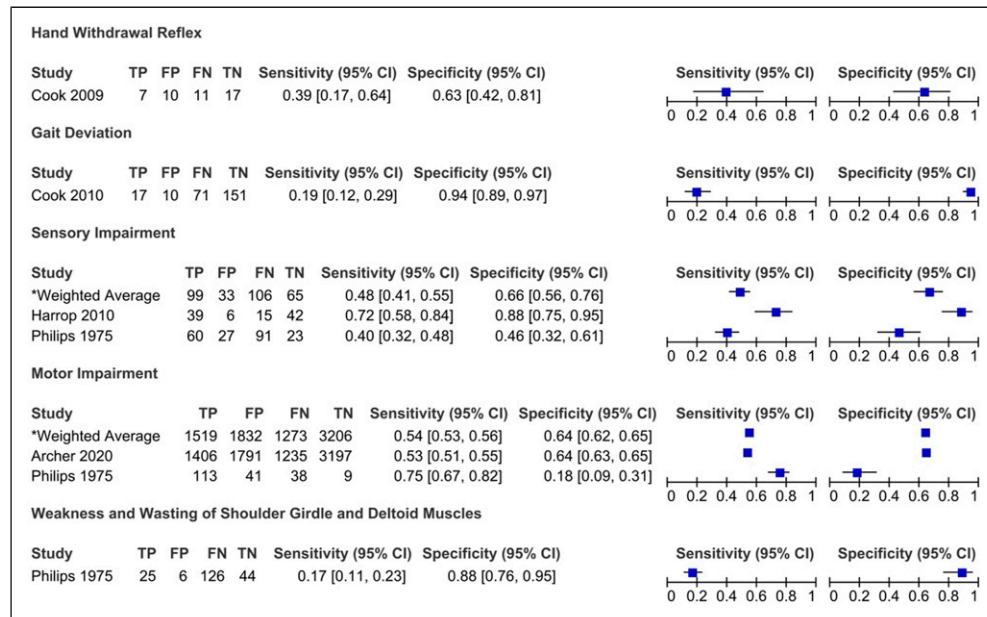 Hand Withdrawal Reflex
Study TP FP FN TN Sensitivity (95% CI) Specificity (95% CI) Sensitivity (95% CI) Specificity (95% CI)
Cook 2009 7 10 11 17 0.39 [0.17, 0.64] 0.63 [0.42, 0.81]
0 0.2 0.4 0.6 0.8 1 0 0.2 0.4 0.6 0.8 1
Gait Deviation
Study TP FP FN TN Sensitivity (95% CI) Specificity (95% CI) Sensitivity (95% CI) Specificity (95% CI)
Cook 2010 17 10 71 151 0.19 [0.12, 0.29] 0.94 [0.89, 0.97]
0 0.2 0.4 0.6 0.8 1 0 0.2 0.4 0.6 0.8 1
Sensory Impairment
Study TP FP FN TN Sensitivity (95% CI) Specificity (95% CI) Sensitivity (95% CI) Specificity (95% CI)
*Weighted Average 99 33 106 65 0.48 [0.41, 0.55] 0.66 [0.56, 0.76]
Harrop 2010 39 6 15 42 0.72 [0.58, 0.84] 0.88 [0.75, 0.95]
Philips 1975 60 27 91 23 0.40 [0.32, 0.48] 0.46 [0.32, 0.61]
0 0.2 0.4 0.6 0.8 1 0 0.2 0.4 0.6 0.8 1
Motor Impairment
Study TP FP FN TN Sensitivity (95% CI) Specificity (95% CI) Sensitivity (95% CI) Specificity (95% CI)
*Weighted Average 1519 1832 1273 3206 0.54 [0.53, 0.56] 0.64 [0.62, 0.65]
Archer 2020 1406 1791 1235 3197 0.53 [0.51, 0.55] 0.64 [0.63, 0.65]
Philips 1975 113 41 38 9 0.75 [0.67, 0.82] 0.18 [0.09, 0.31]
0 0.2 0.4 0.6 0.8 1 0 0.2 0.4 0.6 0.8 1
Weakness and Wasting of Shoulder Girdle and Deltoid Muscles
Study TP FP FN TN Sensitivity (95% CI) Specificity (95% CI) Sensitivity (95% CI) Specificity (95% CI)
Philips 1975 25 6 126 44 0.17 [0.11, 0.23] 0.88 [0.76, 0.95]
0 0.2 0.4 0.6 0.8 1 0 0.2 0.4 0.6 0.8 1